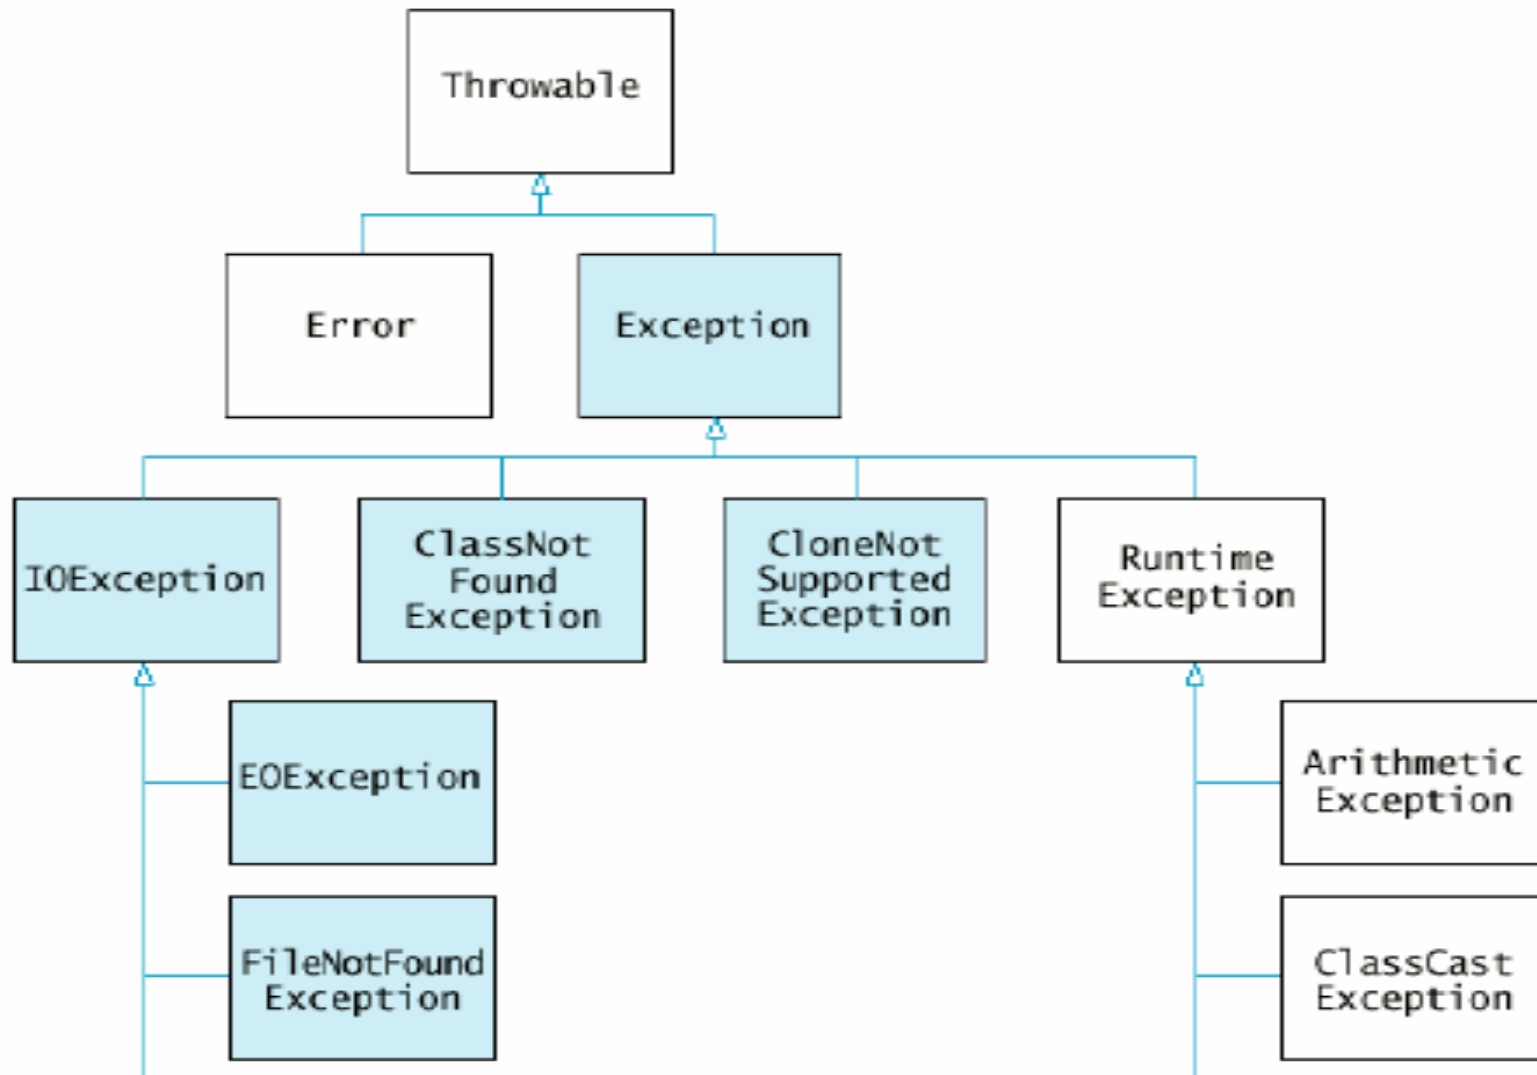 Throwable
Error
Exception
IOException
ClassNot
Found
Exception
CloneNot
Supported
Exception
Runtime
Exception
EOException
Arithmetic
Exception
FileNotFound
Exception
ClassCast
Exception